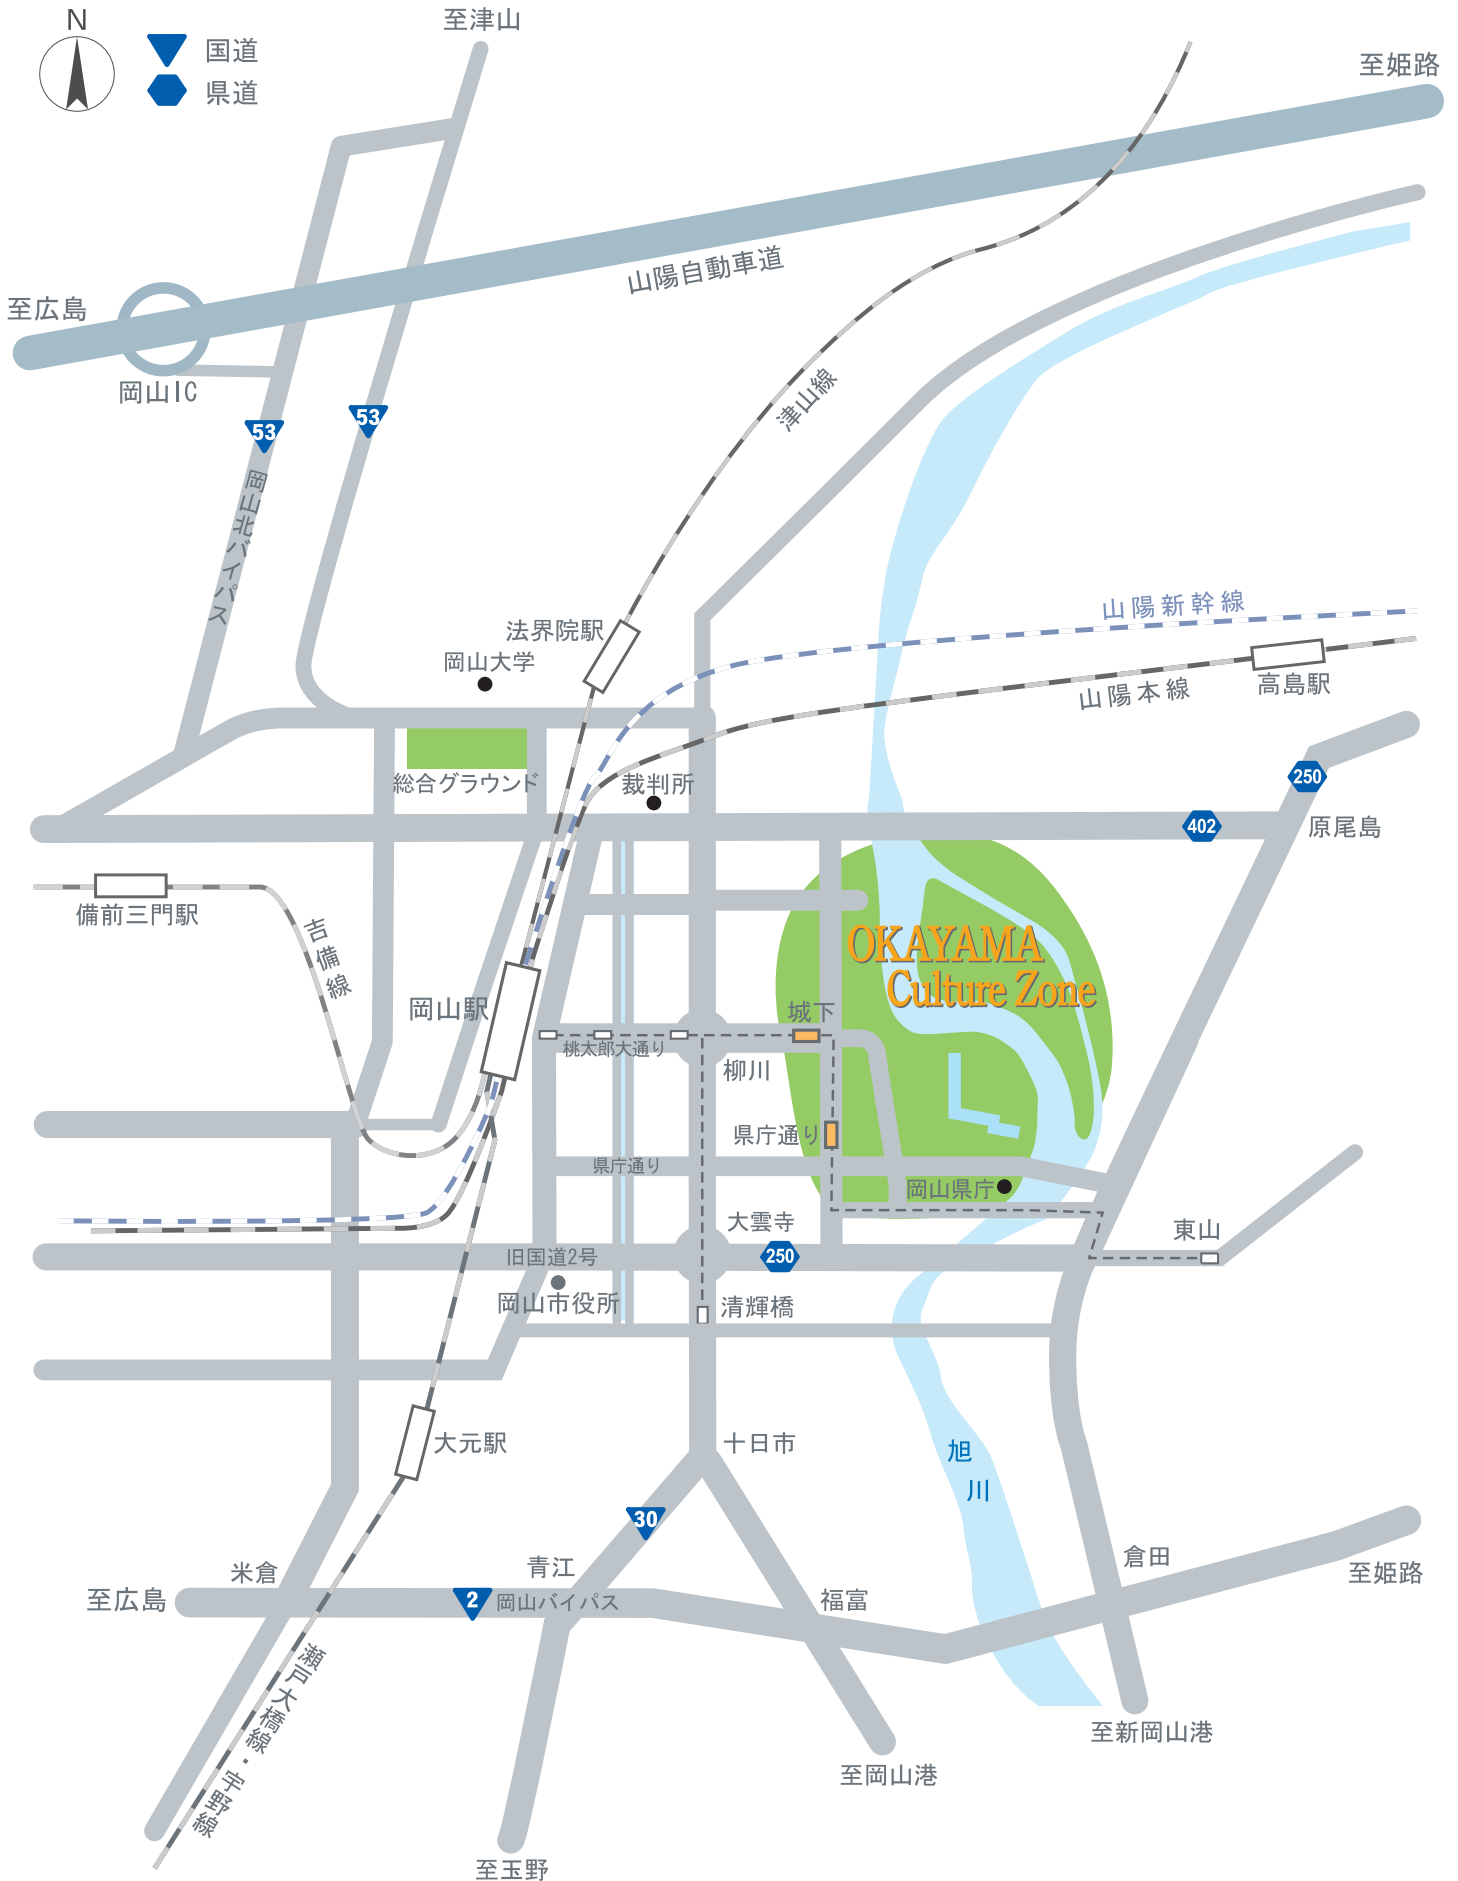 N
国道
県道
至津山
至姫路
山陽自動車道
至広島
岡山IC
津山線
53
53
岡山北バイパス
山陽新幹線
法界院駅
岡山大学
高島駅
山陽本線
総合グラウンド
裁判所
250
402
原尾島
備前三門駅
吉備線
OKAYAMA
Culture Zone
岡山駅
城下
桃太郎大通り
柳川
県庁通り
県庁通り
岡山県庁
大雲寺
東山
旧国道2号
250
岡山市役所
清輝橋
大元駅
十日市
旭川
30
青江
米倉
倉田
至広島
2
岡山バイパス
福富
至姫路
瀬戸大橋線・宇野線
至新岡山港
至岡山港
至玉野